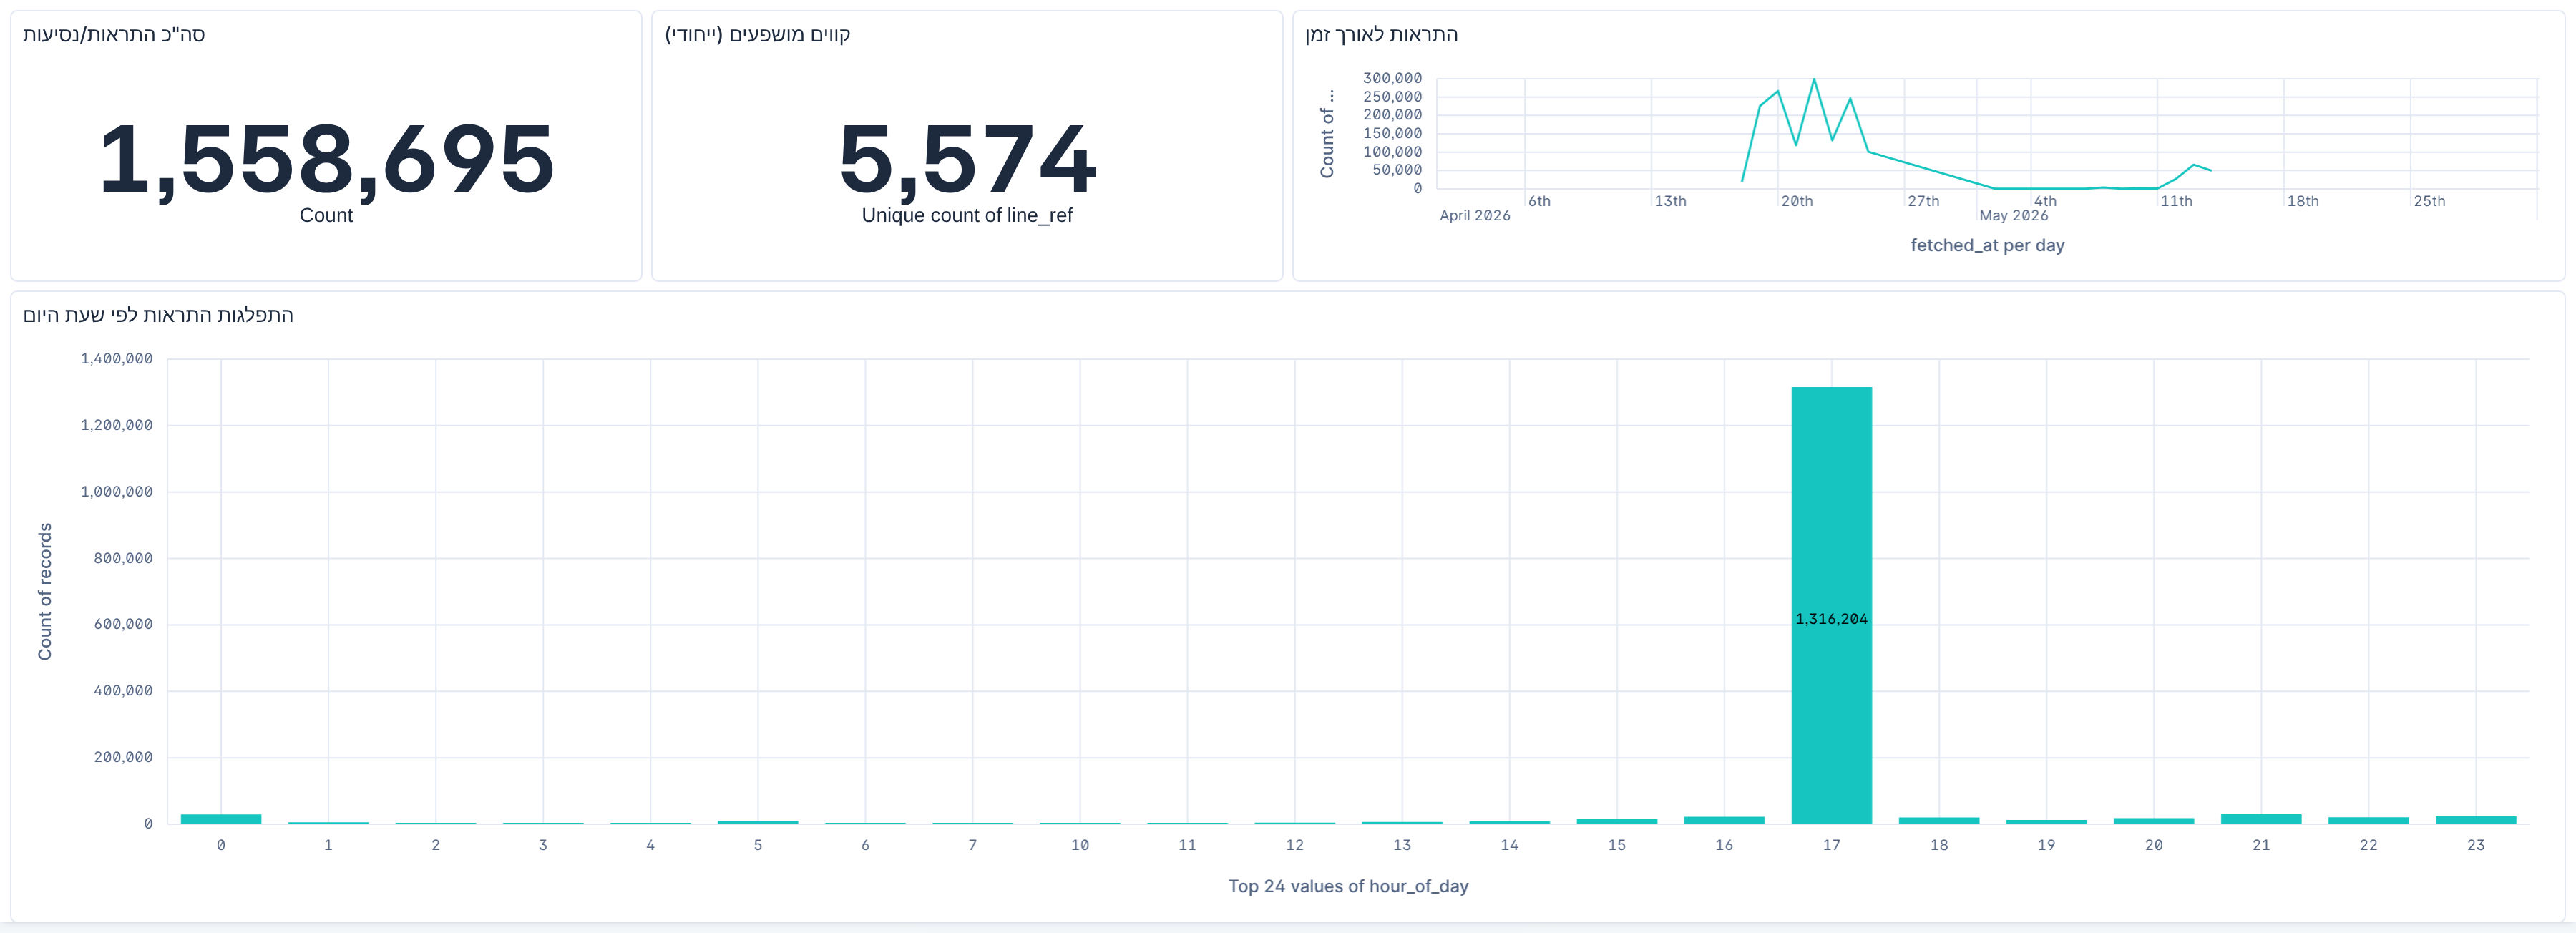 סה"כ התראות/נסיעות
1,558,695
Count
קווים מושפעים (ייחודי)
5,574
Unique count of line_ref
התראות לאורך זמן
Count of ...
300,000
250,000
200,000
150,000
100,000
50,000
0
6th 13th 20th 27th 4th 11th 18th 25th
April 2026 May 2026
fetched_at per day
התפלגות התראות לפי שעת היום
Count of records
1,400,000
1,200,000
1,000,000
800,000
600,000
400,000
200,000
0
1,316,204
0 1 2 3 4 5 6 7 10 11 12 13 14 15 16 17 18 19 20 21 22 23
Top 24 values of hour_of_day